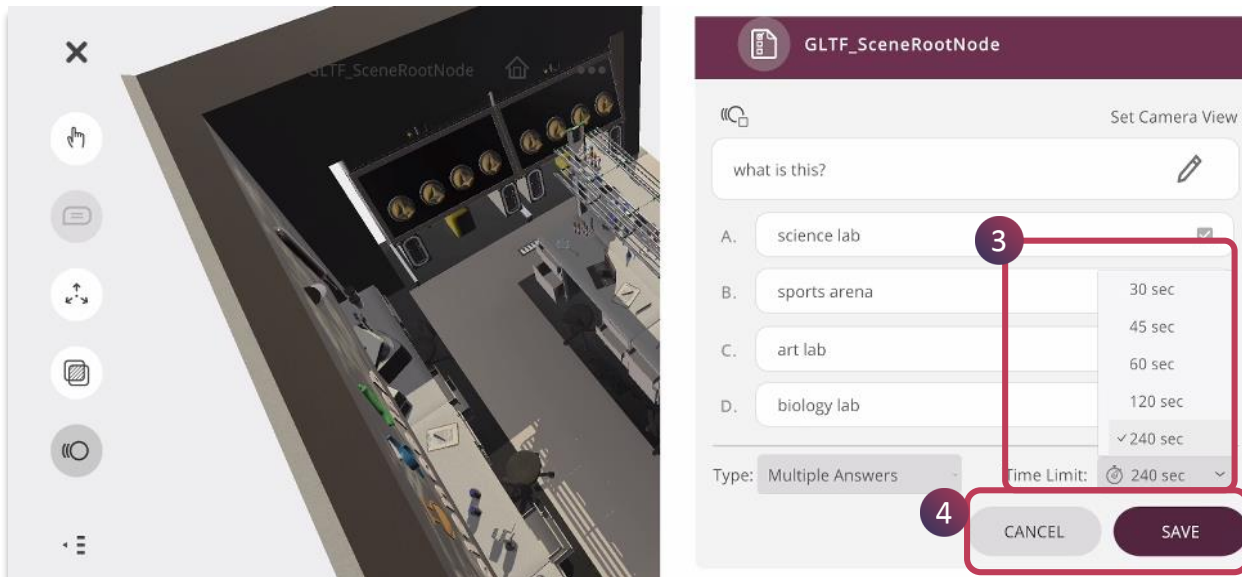 GLTF_SceneRootNode
GLTF_SceneRootNode
Set Camera View
what is this?
A. science lab
3
B. sports arena
30 sec
45 sec
C. art lab
60 sec
120 sec
D. biology lab
240 sec
Type: Multiple Answers Time Limit: 240 sec
4
CANCEL SAVE